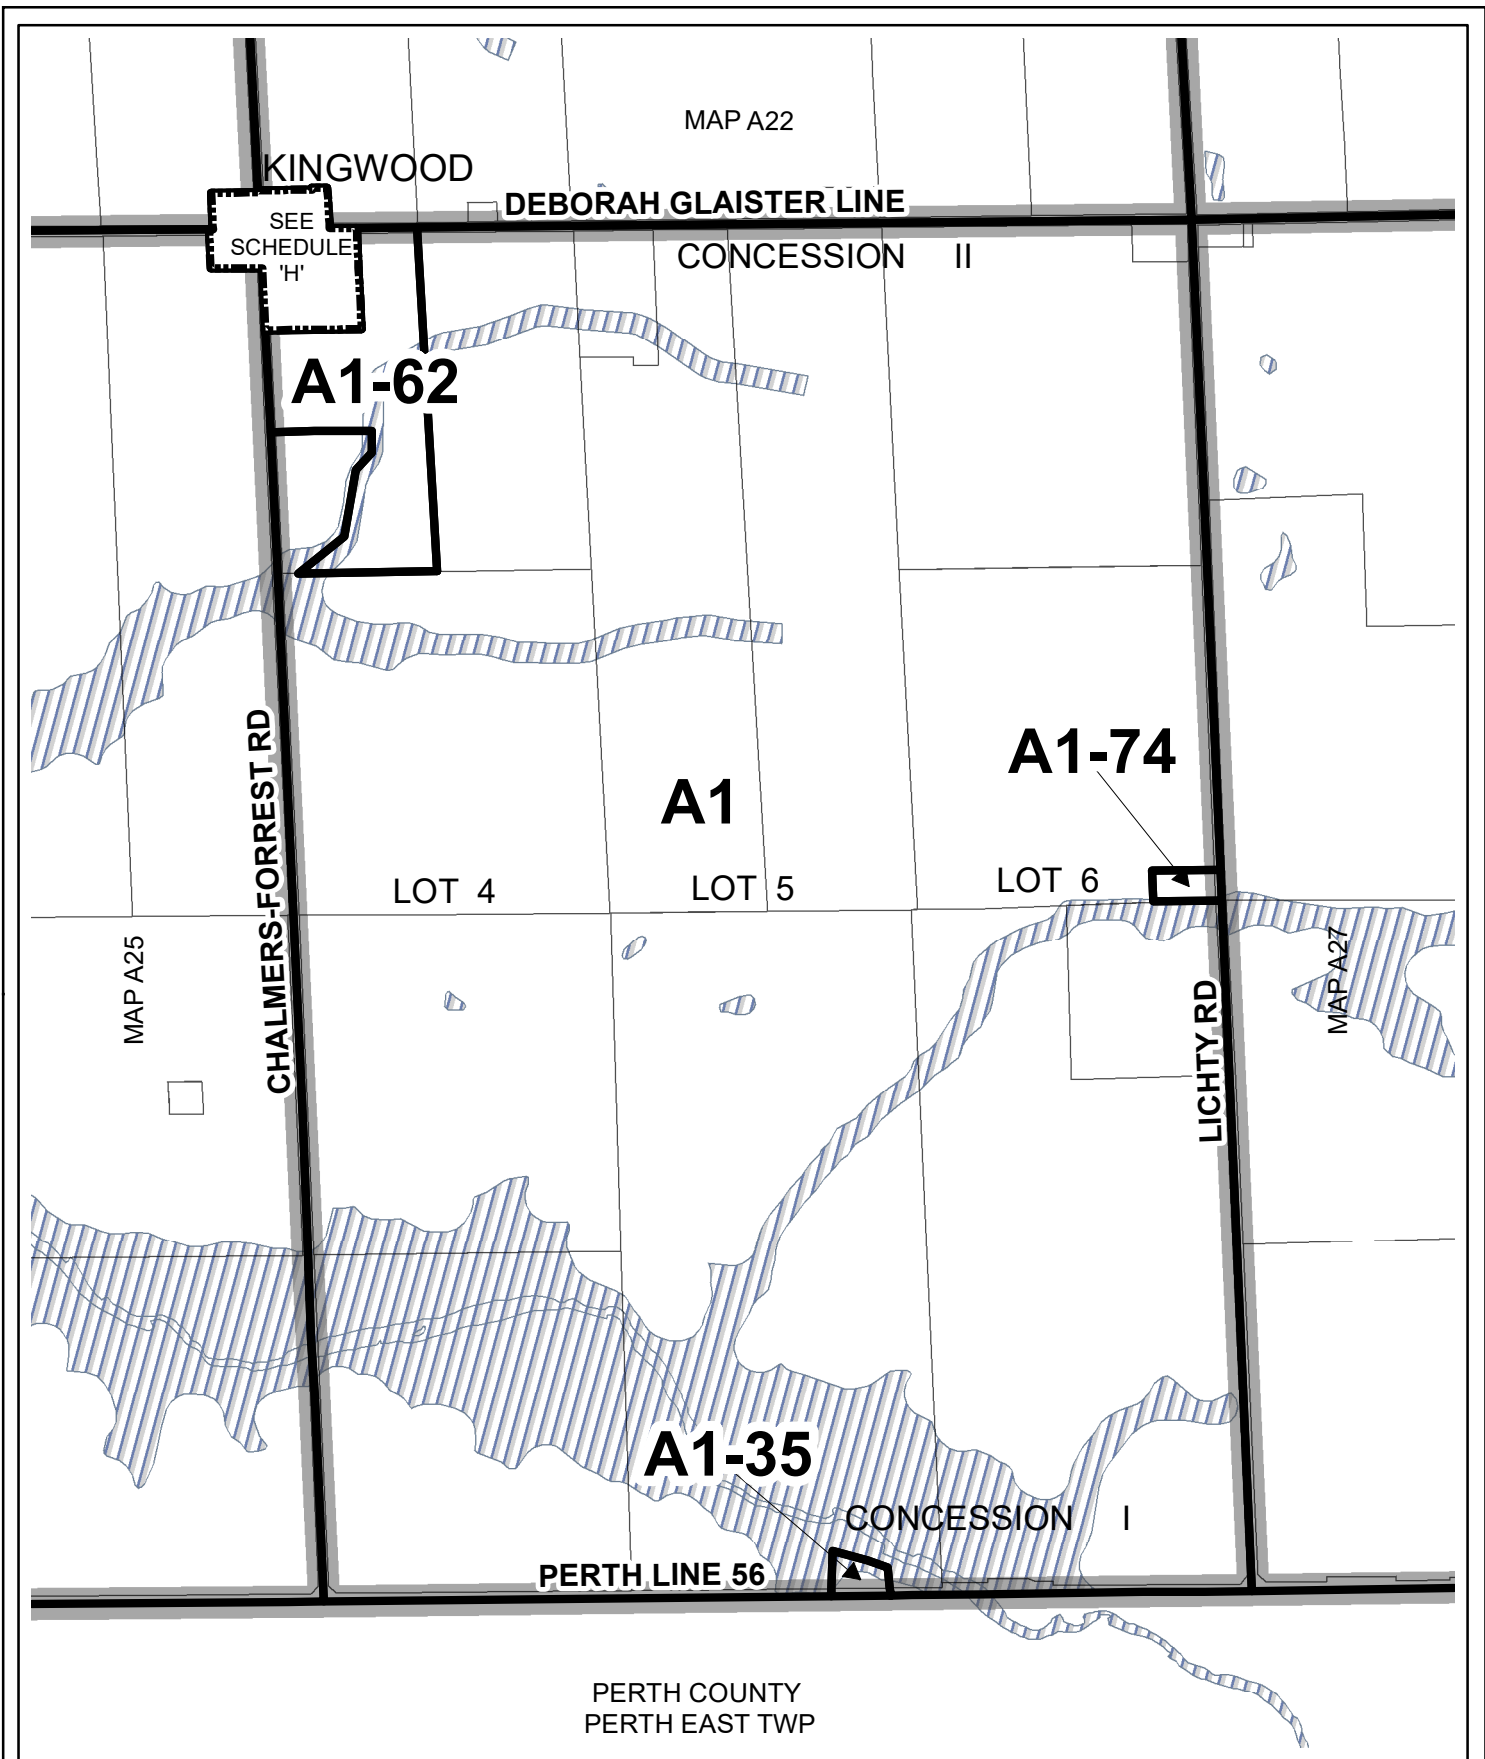 MAP A22
KINGWOOD
DEBORAH GLAISTER LINE
SEE
SCHEDULE
'H'
CONCESSION II
A1-62
CHALMERS-FORREST RD
A1-74
A1
LOT 4
LOT 5
LOT 6
MAP A25
MAP A27
LICHTY RD
A1-35
CONCESSION I
PERTH LINE 56
PERTH COUNTY
PERTH EAST TWP